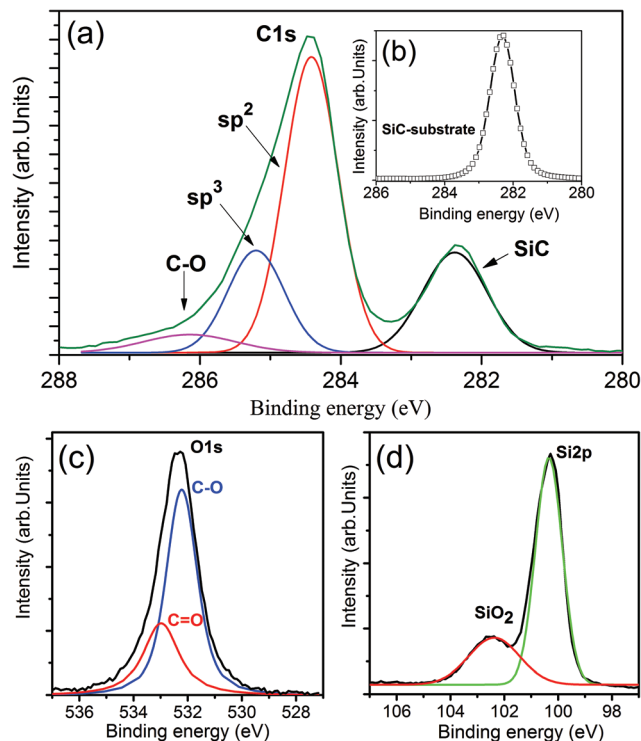 (a)
C1s
sp²
sp³
C-O
SiC
Intensity (arb.Units)
288 286 284 282 280
Binding energy (eV)
(b)
SiC-substrate
Intensity (arb.Units)
286 284 282 280
Binding energy (eV)
(c)
O1s
C-O
C=O
Intensity (arb.Units)
536 534 532 530 528
Binding energy (eV)
(d)
Si2p
SiO₂
Intensity (arb.Units)
106 104 102 100 98
Binding energy (eV)